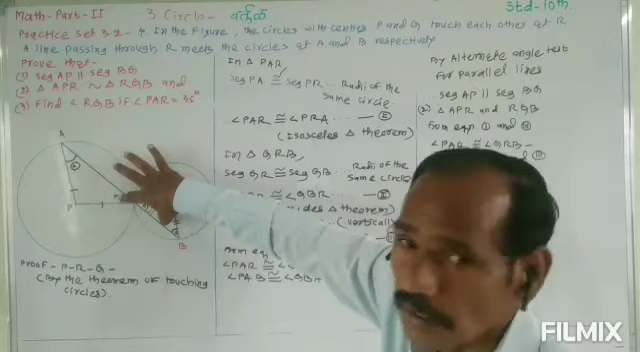 Math-Part-II
3 Circle - वर्तुळ
Std-10th
Practice Set 3.2 - 4. In the Figure, the circles with centres P and Q touch each other at R
A line passing through R meets the circles at A and B respectively
Prove that-
(1) seg AP || seg BQ
(2) △ APR ~ △ RQB and
(3) Find ∠ RQB if ∠ PAR = 35°
A
P
B
Proof - P-R-Q-
(By the theorem of touching
circles).
In △ PAR,
seg PA ≅ seg PR - Radii of the
same circle.
∠PAR ≅ ∠PRA -
(Isosceles △ theorem)
In △ QRB,
seg QR ≅ seg QB - Radii of the
same circle
theorem)
From eq
∠PAR ≅ ∠
∠PAB ≅
By Alternate angle test
For parallel lines
seg AP || seg BQ
(2) △ APR and RQB
From eqn. ① and
∠PAR ≅ ∠QRB -